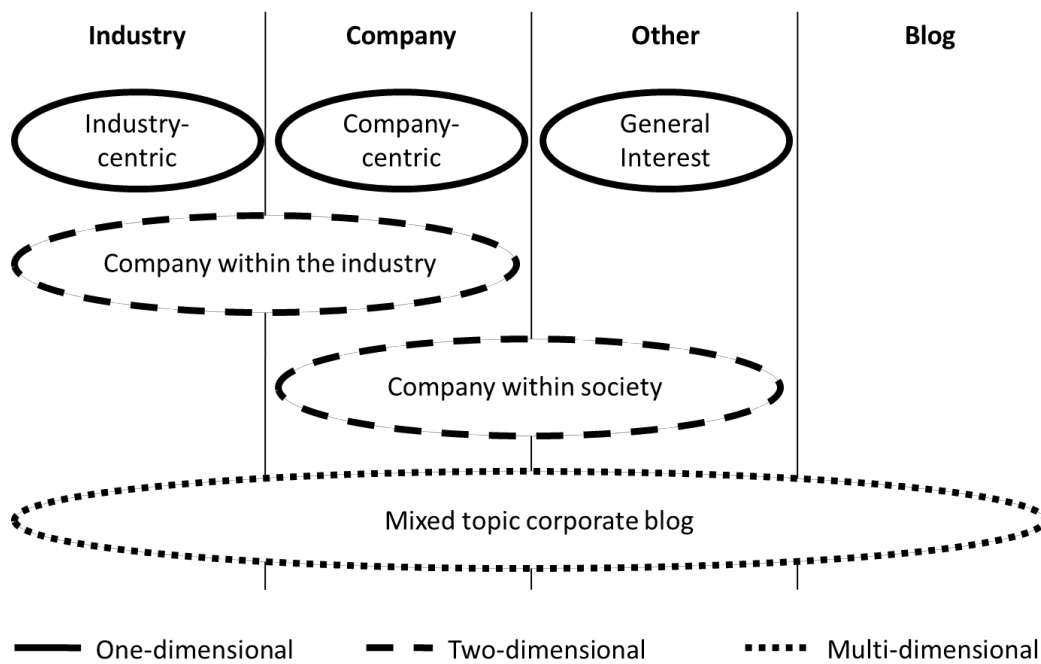 Industry Company Other Blog
Industry-
centric
Company-
centric
General
Interest
Company within the industry
Company within society
Mixed topic corporate blog
One-dimensional Two-dimensional Multi-dimensional